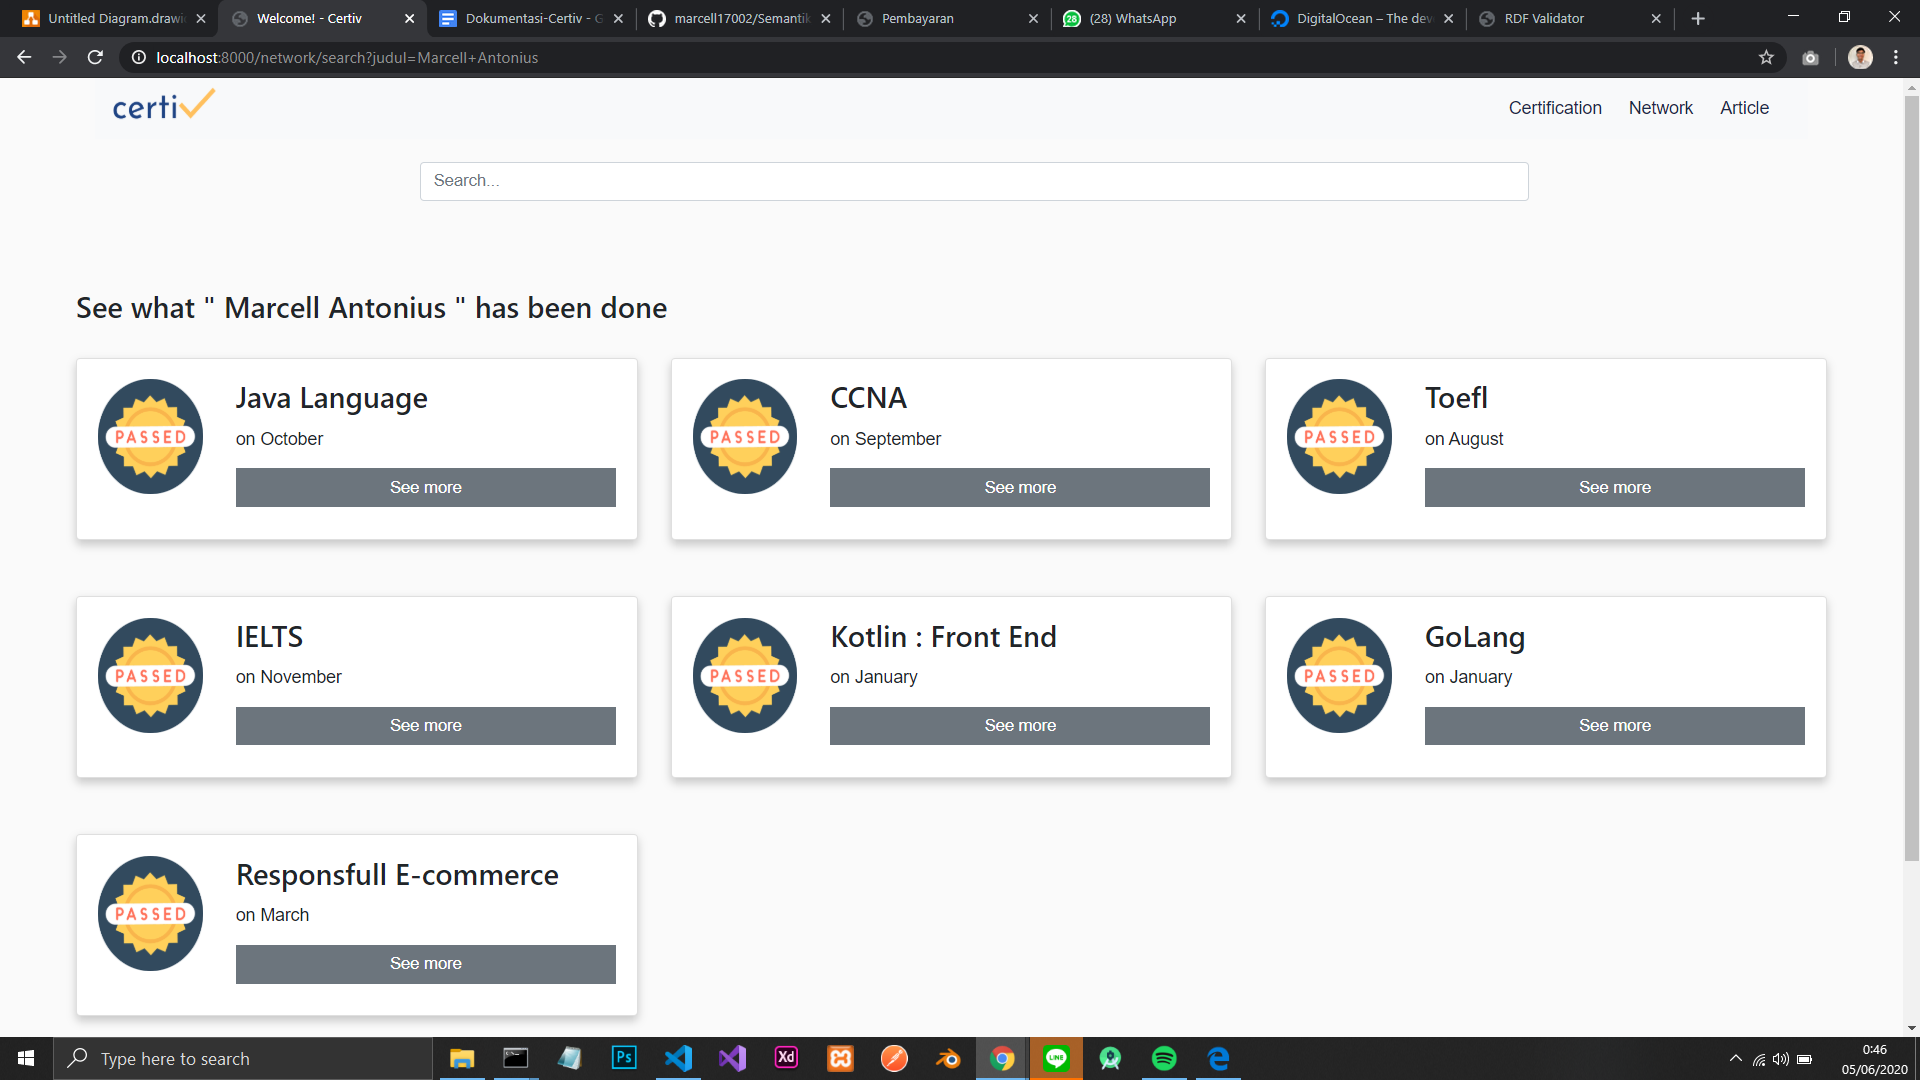 Untitled Diagram.drawi
Welcome! - Certiv
Dokumentasi-Certiv - G
marcell17002/Semantik
Pembayaran
(28) WhatsApp
DigitalOcean – The dev
RDF Validator
localhost:8000/network/search?judul=Marcell+Antonius
certiv
Certification
Network
Article
Search...
See what " Marcell Antonius " has been done
PASSED
Java Language
on October
See more
PASSED
CCNA
on September
See more
PASSED
Toefl
on August
See more
PASSED
IELTS
on November
See more
PASSED
Kotlin : Front End
on January
See more
PASSED
GoLang
on January
See more
PASSED
Responsfull E-commerce
on March
See more
Type here to search
Ps
Xd
LINE
0:46
05/06/2020